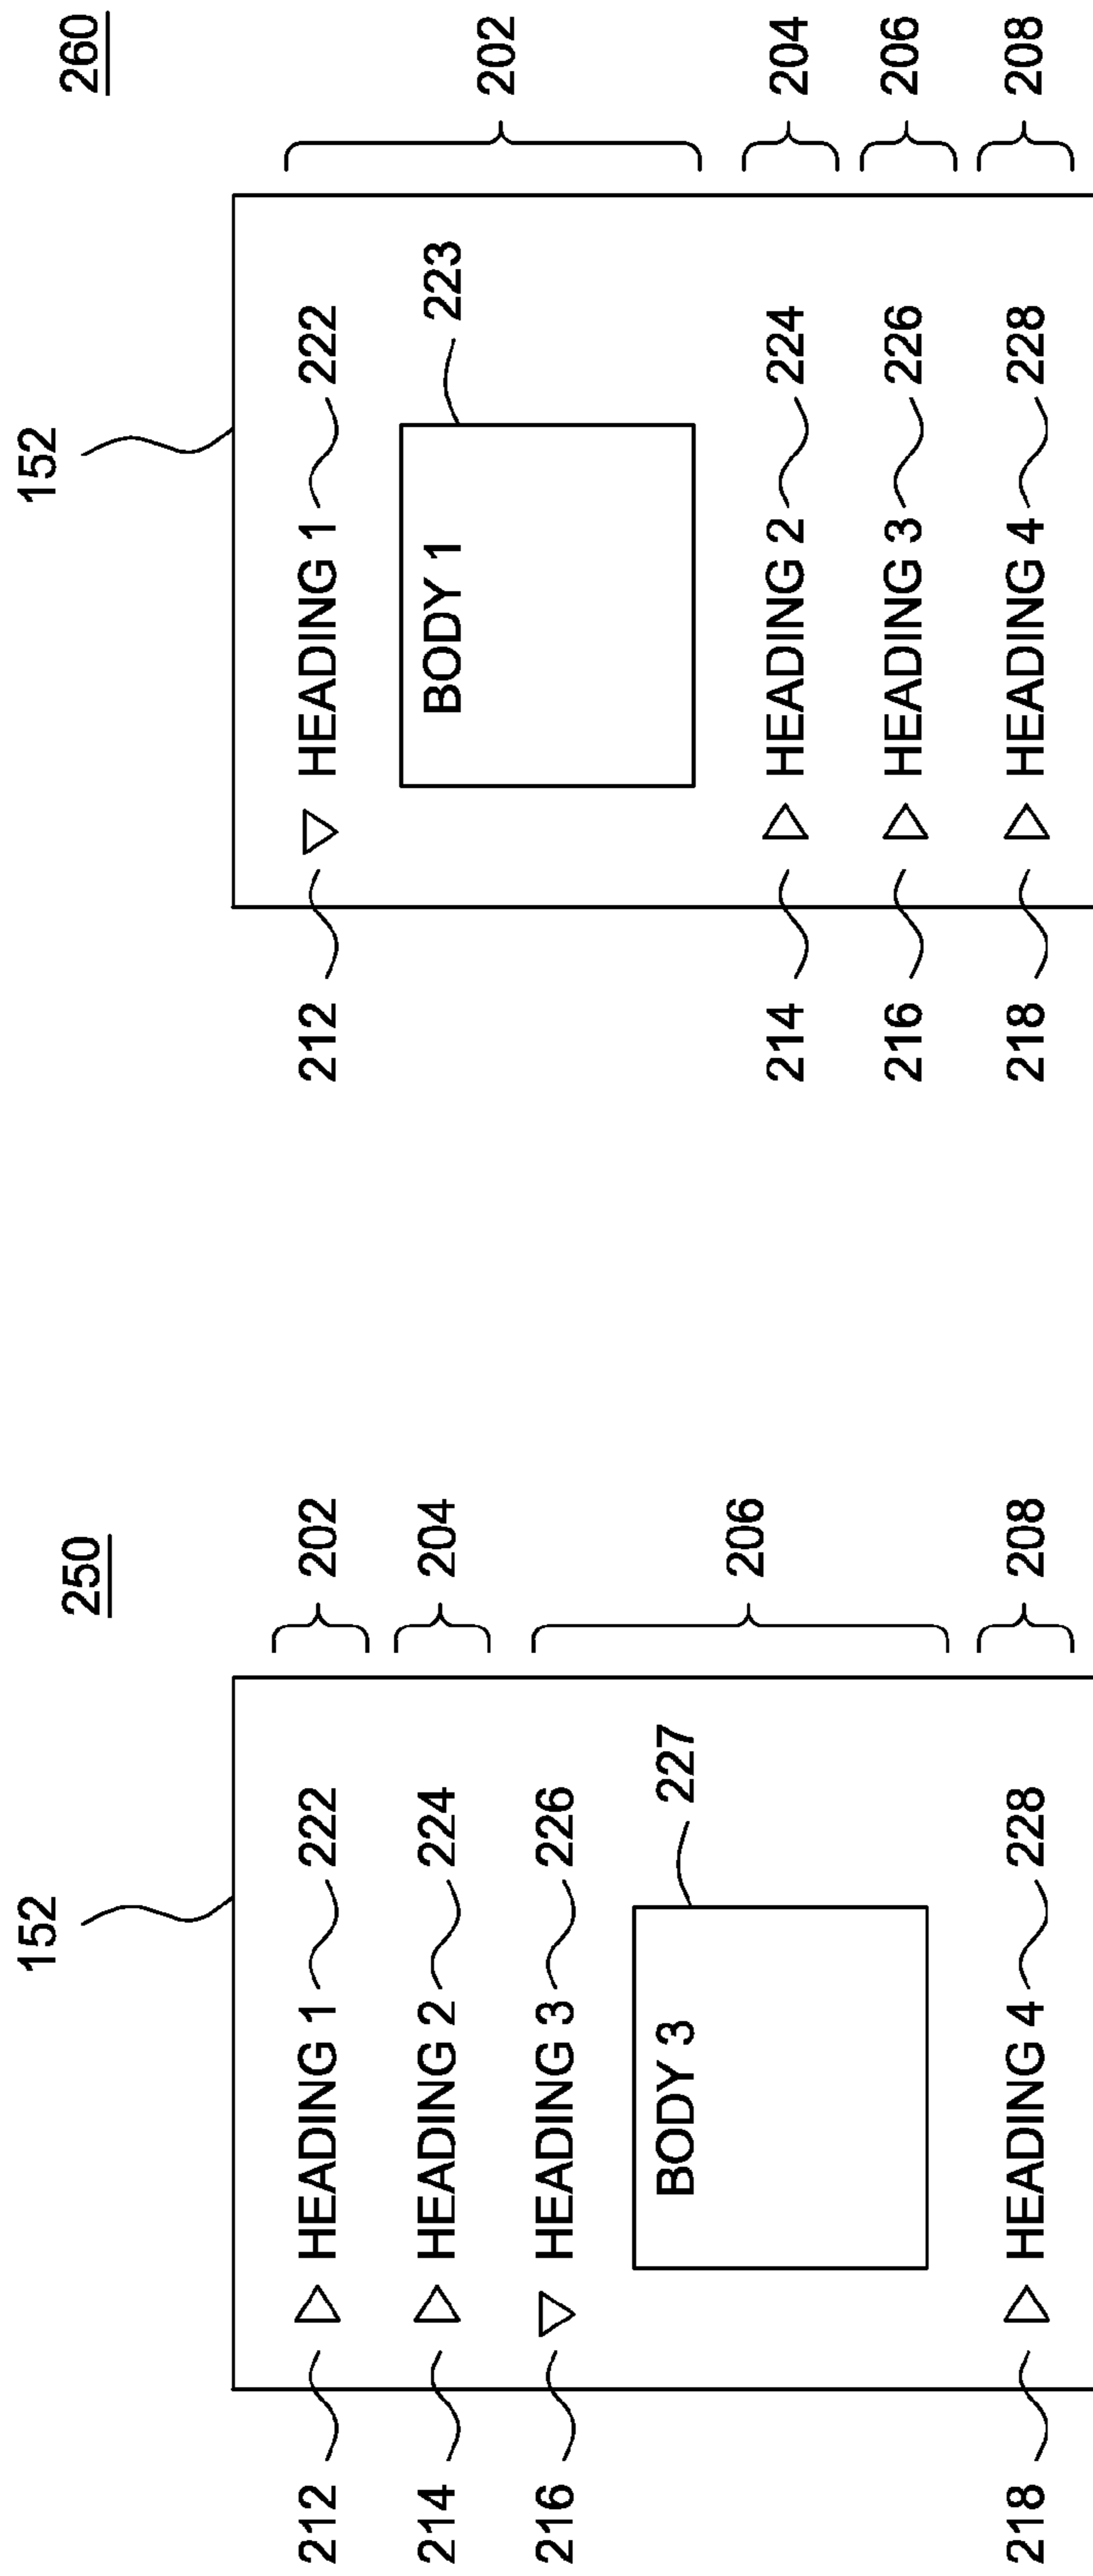 250
152
212 HEADING 1 222 202
214 HEADING 2 224 204
216 HEADING 3 226 206
BODY 3 227
218 HEADING 4 228 208
260
152
212 HEADING 1 222 202
BODY 1 223
214 HEADING 2 224 204
216 HEADING 3 226 206
218 HEADING 4 228 208